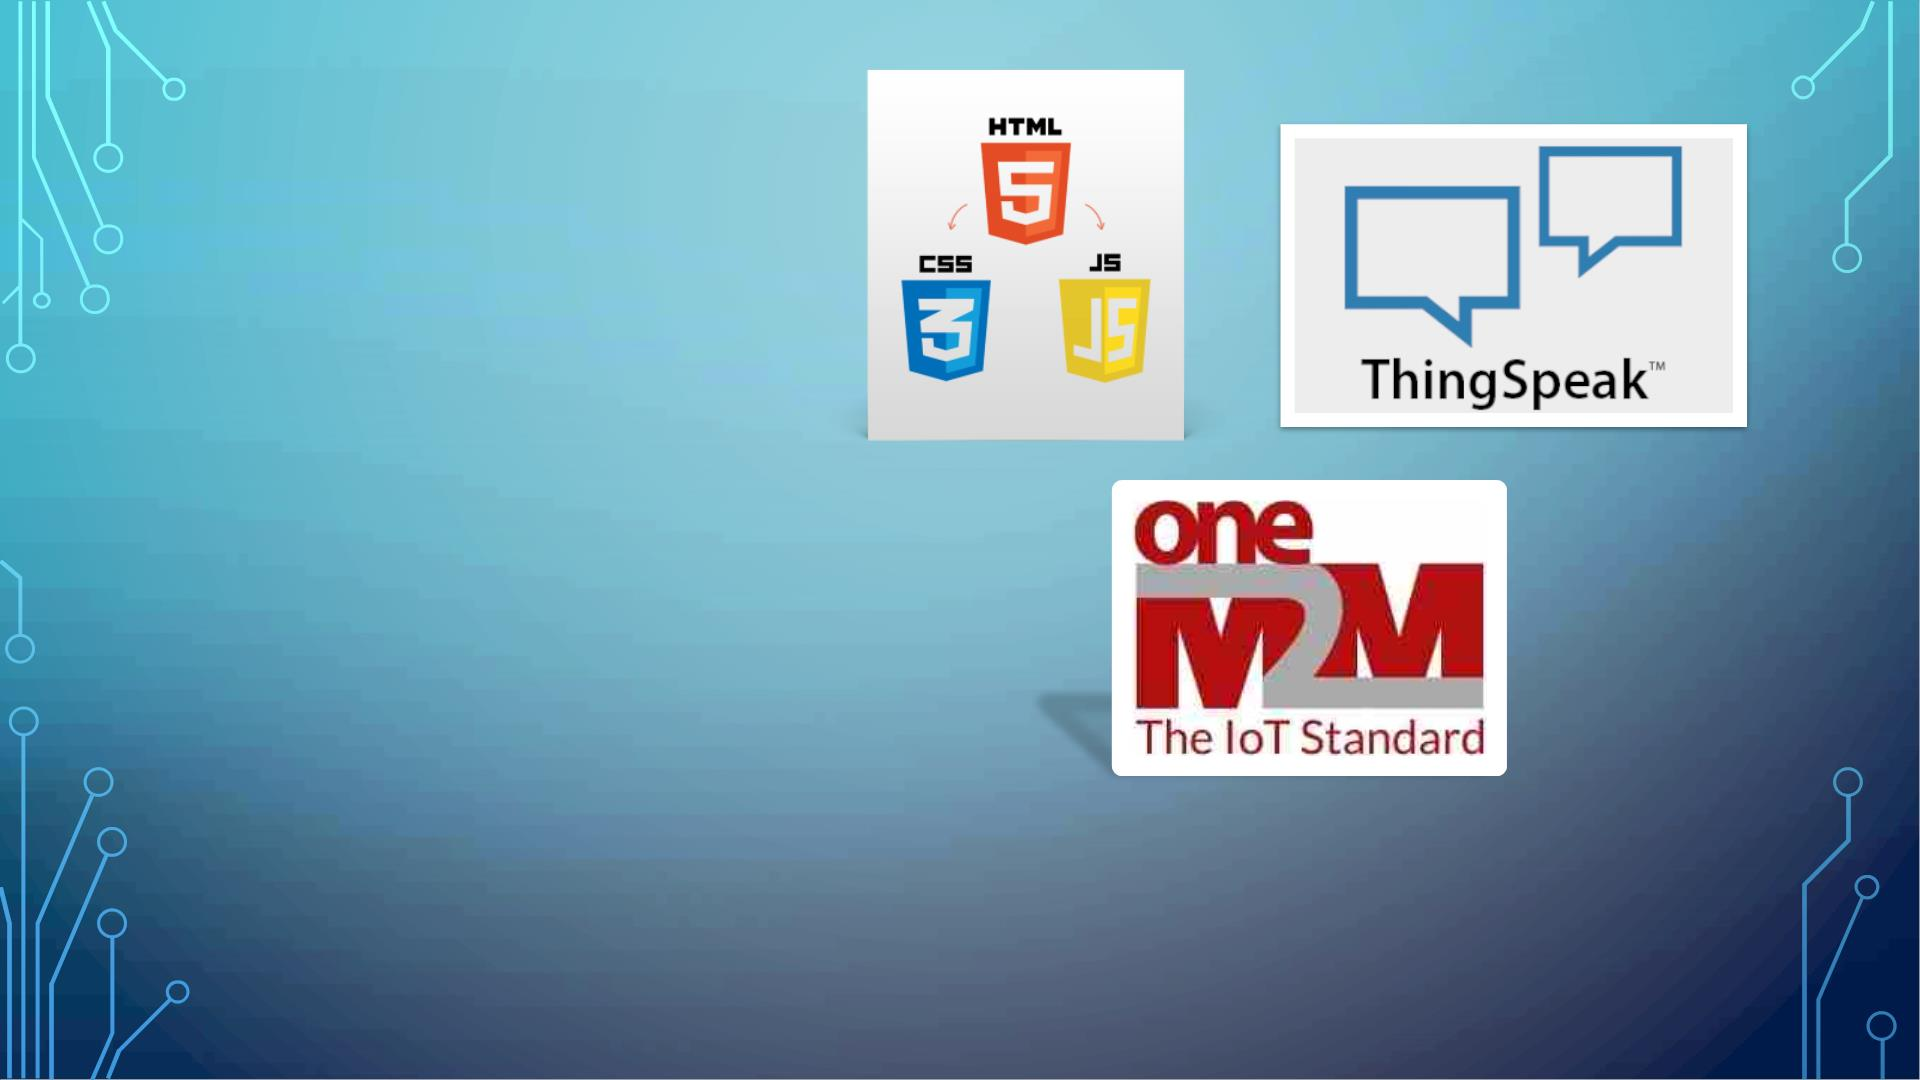 HTML
5
CSS
JS
3
JS
ThingSpeak™
one
M2M
The IoT Standard